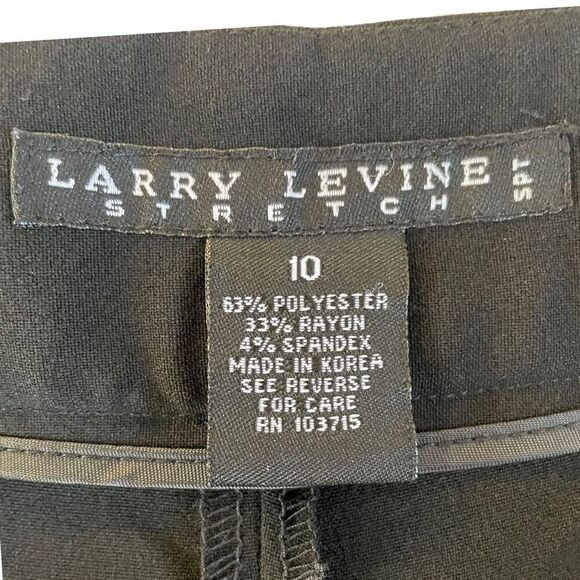 LARRY LEVINE
STRETCH
SPT
10
63% POLYESTER
33% RAYON
4% SPANDEX
MADE IN KOREA
SEE REVERSE
FOR CARE
RN 103715